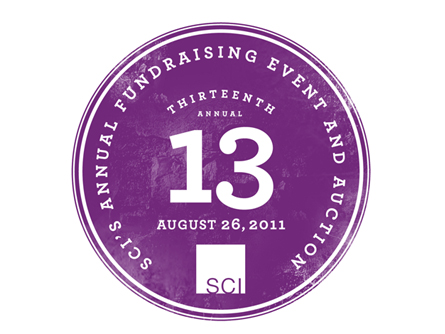 SCI'S ANNUAL FUNDRAISING EVENT AND AUCTION
THIRTEENTH
ANNUAL
13
AUGUST 26, 2011
SCI